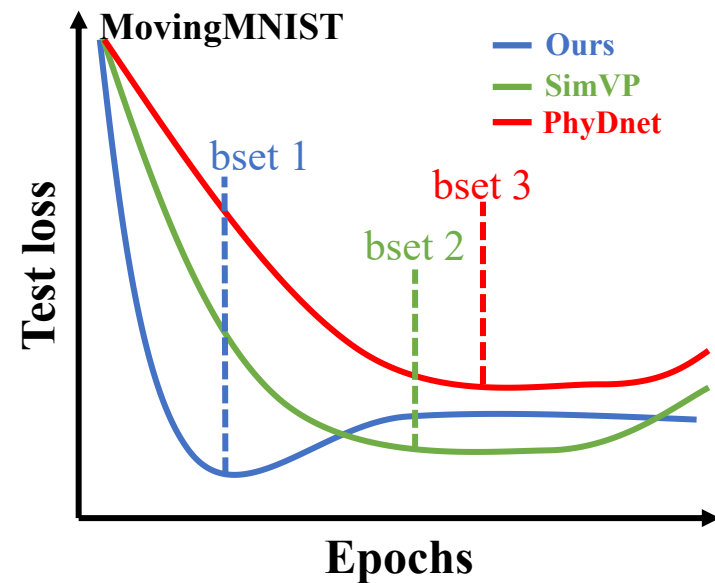 MovingMNIST
Ours
SimVP
PhyDnet
bset 1
bset 3
bset 2
Test loss
Epochs